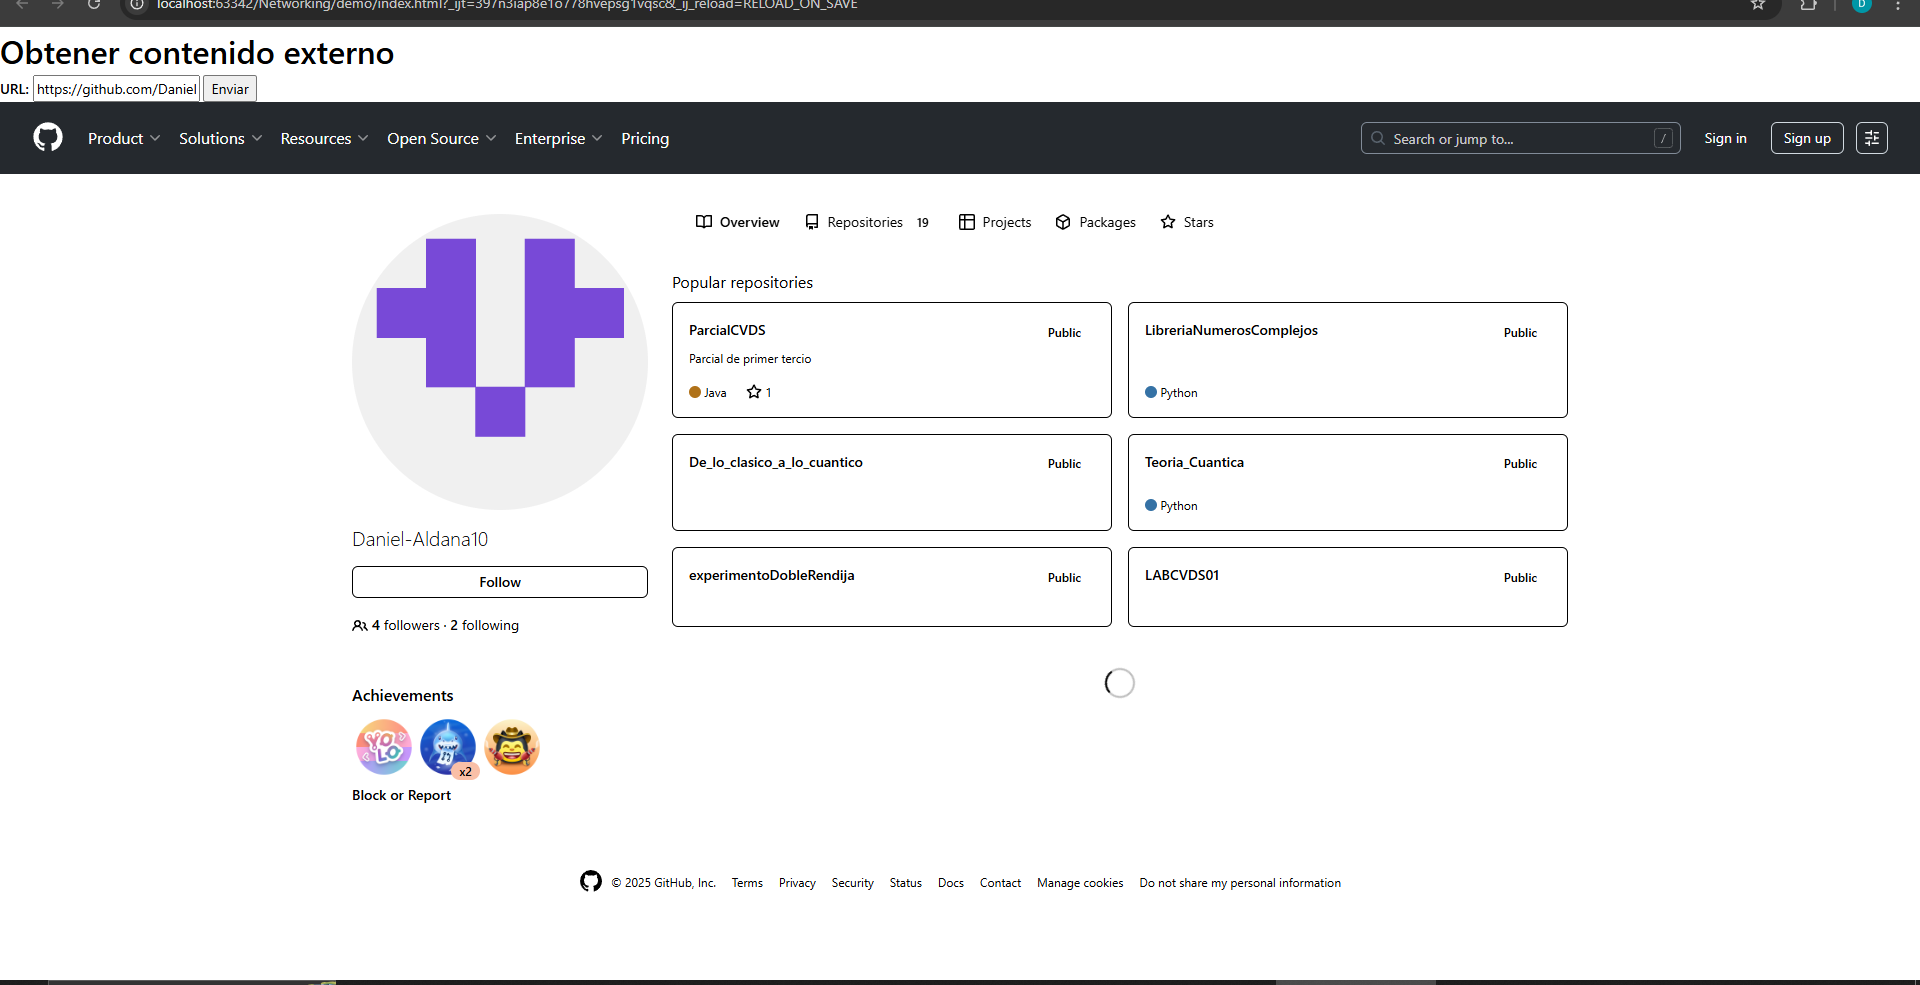 localhost:63342/Networking/demo/index.html?_ijt=397n3iap8e1o778hvepsg1vqsc&_ij_reload=RELOAD_ON_SAVE
D
Obtener contenido externo
URL: https://github.com/Daniel Enviar
Product Solutions Resources Open Source Enterprise Pricing Search or jump to... / Sign in Sign up
Overview Repositories 19 Projects Packages Stars
Popular repositories
ParcialCVDS Public
Parcial de primer tercio
Java 1
LibreriaNumerosComplejos Public
Python
De_lo_clasico_a_lo_cuantico Public
Teoria_Cuantica Public
Python
experimentoDobleRendija Public
LABCVDS01 Public
Daniel-Aldana10
Follow
4 followers · 2 following
Achievements
YOLO
x2
Block or Report
© 2025 GitHub, Inc. Terms Privacy Security Status Docs Contact Manage cookies Do not share my personal information